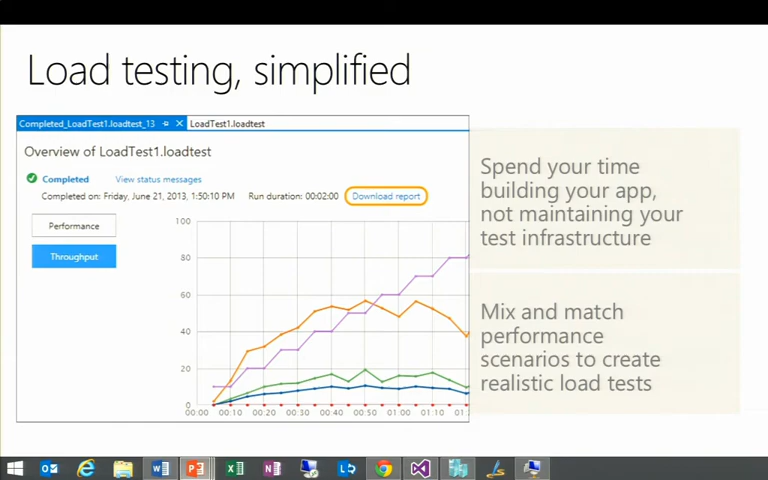 Load testing, simplified
Completed_LoadTest1.loadtest_13
LoadTest1.loadtest
Overview of LoadTest1.loadtest
Completed
View status messages
Completed on: Friday, June 21, 2013, 1:50:10 PM
Run duration: 00:02:00
Download report
Performance
Throughput
100
80
60
40
20
0
00:00
00:10
00:20
00:30
00:40
00:50
01:00
01:10
Spend your time
building your app,
not maintaining your
test infrastructure
Mix and match
performance
scenarios to create
realistic load tests